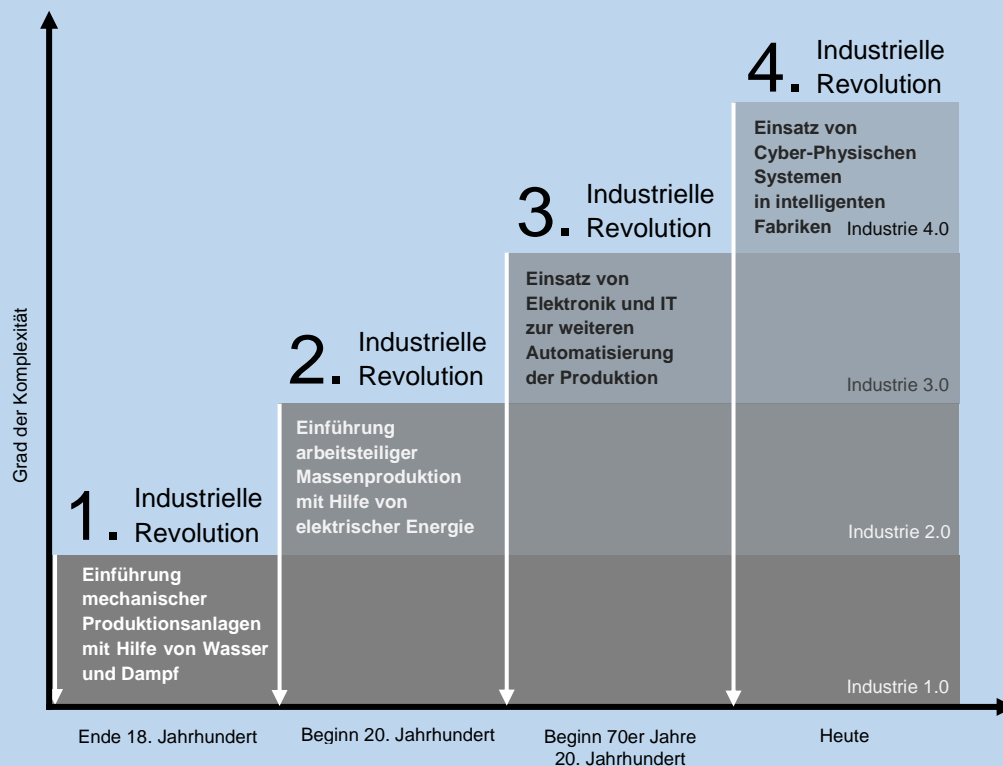 4. Industrielle
Revolution
Einsatz von
Cyber-Physischen
Systemen
in intelligenten
Fabriken Industrie 4.0
3. Industrielle
Revolution
Einsatz von
Elektronik und IT
zur weiteren
Automatisierung
der Produktion
Industrie 3.0
2. Industrielle
Revolution
Einführung
arbeitsteiliger
Massenproduktion
mit Hilfe von
elektrischer Energie
Industrie 2.0
1. Industrielle
Revolution
Einführung
mechanischer
Produktionsanlagen
mit Hilfe von Wasser
und Dampf
Industrie 1.0
Grad der Komplexität
Ende 18. Jahrhundert
Beginn 20. Jahrhundert
Beginn 70er Jahre
20. Jahrhundert
Heute